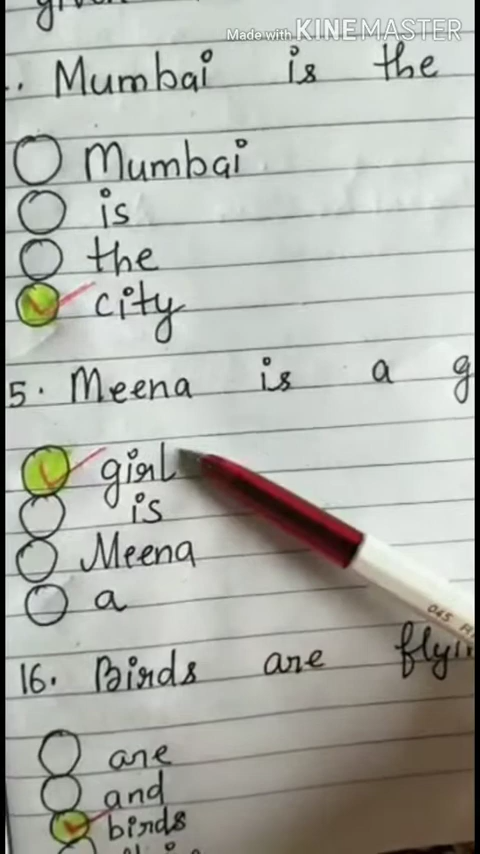 Made with KINEMASTER
Mumbai is the
Mumbai
is
the
city
5. Meena is a g
girl
is
Meena
a
16. Birds are flyin
are
and
birds